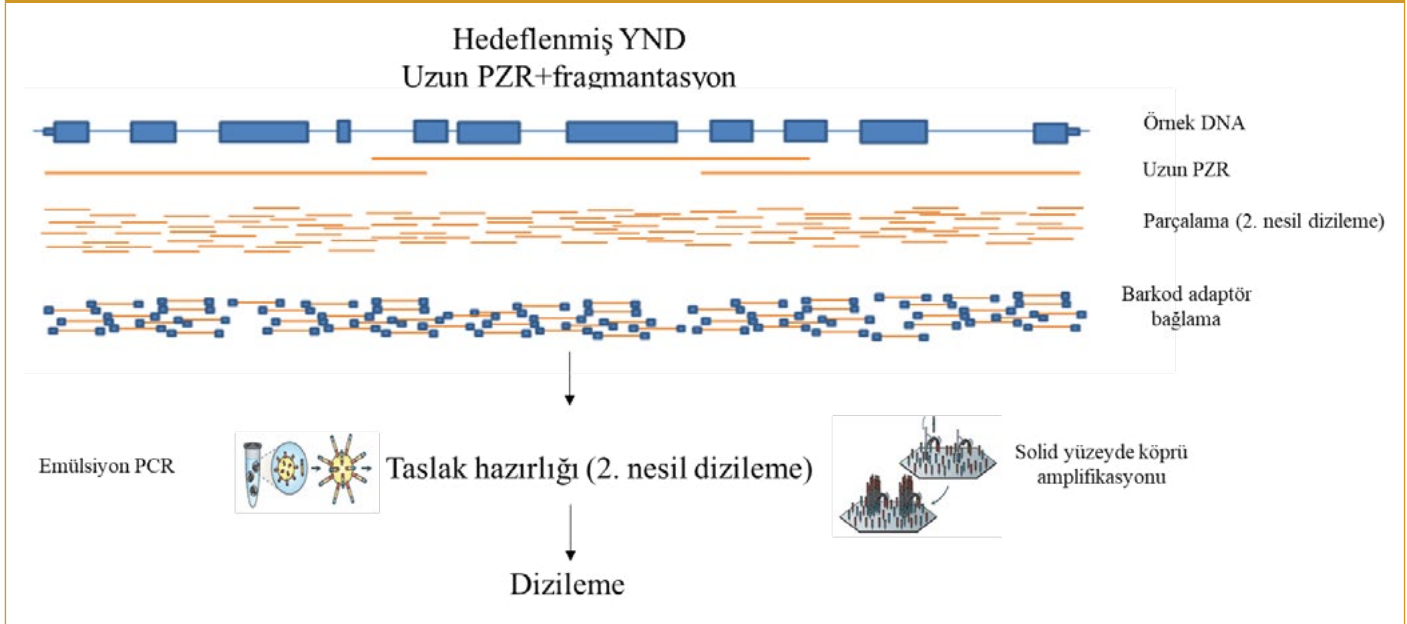 Hedeflenmiş YND
Uzun PZR+fragmantasyon
Örnek DNA
Uzun PZR
Parçalama (2. nesil dizileme)
Barkod adaptör
bağlama
Emülsiyon PCR
Taslak hazırlığı (2. nesil dizileme)
Solid yüzeyde köprü
amplifikasyonu
Dizileme